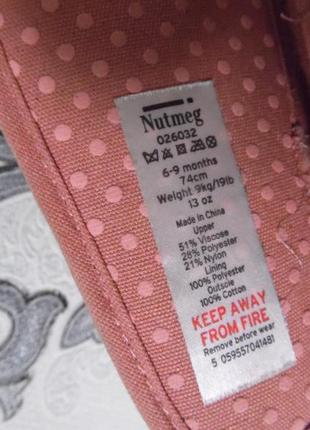 Nutmeg
026032
6-9 months
74cm
Weight 9kg/19lb
13 oz
Made in China
Upper
51% Viscose
28% Polyester
21% Nylon
Lining
100% Polyester
Outsole
100% Cotton
KEEP AWAY
FROM FIRE
Remove before wear
5 059557041481